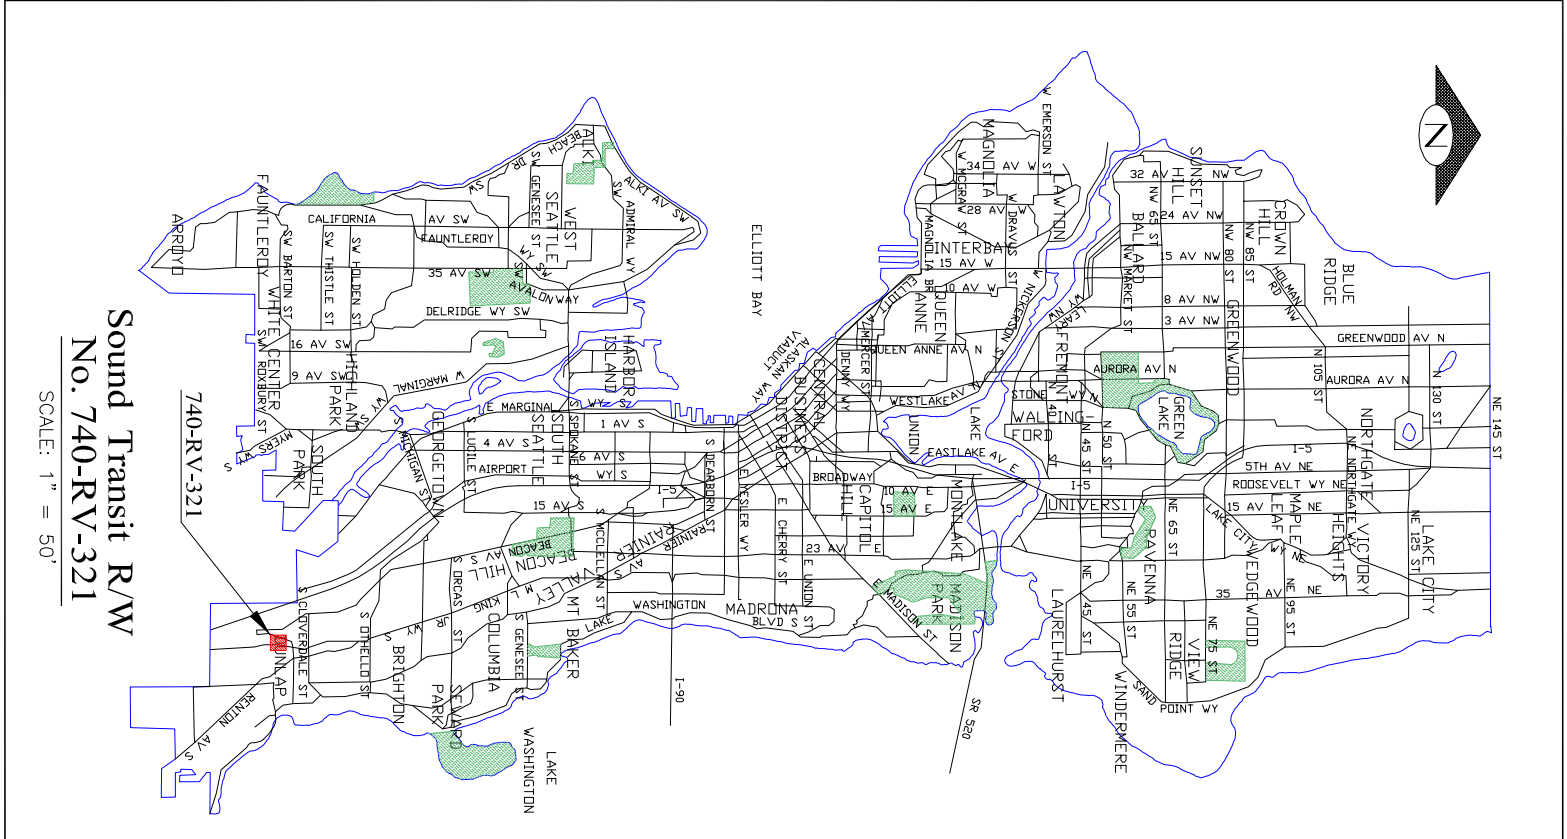 Sound Transit R/W
No. 740-RV-321
SCALE: 1" = 50'
740-RV-321
N
NE 145 ST
N 130 ST
GREENWOOD AV N
AURORA AV N
N 105 ST
NORTHGATE
NE NORTHGATE WY
I-5
5TH AV NE
ROOSEVELT WY NE
15 AV NE
LAKE CITY
NE 125 ST
VICTORY
HEIGHTS
MAPLE
LEAF
LAKE CITY WY NE
35 AV NE
NE 95 ST
WEDGEWOOD
VIEW
RIDGE
NE 75 ST
NE 65 ST
RAVENNA
NE 55 ST
SAND
POINT WY
WINDERMERE
LAURELHURST
NE
45 ST
BLUE
RIDGE
CROWN
HILL
HOLMAN
RD
NW
SUNSET
HILL
32 AV NW
24 AV NW
15 AV NW
8 AV NW
3 AV NW
NW 85 ST
NW 80 ST
NW 65 ST
BALLARD
NW MARKET ST
GREENWOOD
LEARY
WY
NW
FREMONT
AURORA AV N
GREEN
LAKE
STONE WY N
WALLING-
FORD
N 50 ST
N 45 ST
40 ST
I-5
UNIVERSITY
W EMERSON ST
MAGNOLIA
34 AV W
W MCGRAW ST
LAWTON
28 AV W
W DRAVUS ST
MAGNOLIA BR
INTERBAY
15 AV W
10 AV W
W NICKERSON ST
QUEEN
ANNE
ELLIOTT AV
MERCER ST
QUEEN ANNE AV N
DENNY WY
WESTLAKE AV N
LAKE
UNION
EASTLAKE AV E
ELLIOTT BAY
ALASKAN WAY
VIADUCT
CENTRAL
BUSINESS
DISTRICT
BROADWAY
CAPITOL
HILL
10 AV E
15 AV E
MONTLAKE
23 AV E
E YESLER WY
E CHERRY ST
E UNION
E MADISON ST
MADISON
PARK
MADRONA
WASHINGTON
BLVD S
LAKE
SR 520
I-90
ALKI
BEACH
DR
SW
ALKI AV SW
SW ADMIRAL WY
SW GENESEE ST
WEST
SEATTLE
CALIFORNIA
AV SW
FAUNTLEROY
WY SW
35 AV SW
SW
AVALON WAY
DELRIDGE WY SW
FAUNTLEROY
ARROYO
SW BARTON ST
SW THISTLE ST
SW HOLDEN ST
WHITE CENTER
16 AV SW
9 AV SW
SW ROXBURY ST
HIGHLAND
PARK
W MARGINAL
WY S
HARBOR
ISLAND
MYERS WY S
SOUTH
PARK
S MICHIGAN ST
GEORGETOWN
E MARGINAL
WY S
1 AV S
4 AV S
6 AV S
AIRPORT
WY S
S LUCILE ST
SOUTH
SEATTLE
S SPOKANE ST
S DEARBORN ST
I-5
15 AV S
S MCCLELLAN ST
RAINIER
AV S
RAINIER
VALLEY
BEACON
HILL
BEACON AV S
M L KING
JR WY
S
S ORCAS ST
COLUMBIA
S GENESEE ST
MT
BAKER
S CLOVERDALE ST
S OTHELLO ST
BRIGHTON
SEWARD
PARK
DUNLAP
RENTON
AV S
LAKE
WASHINGTON